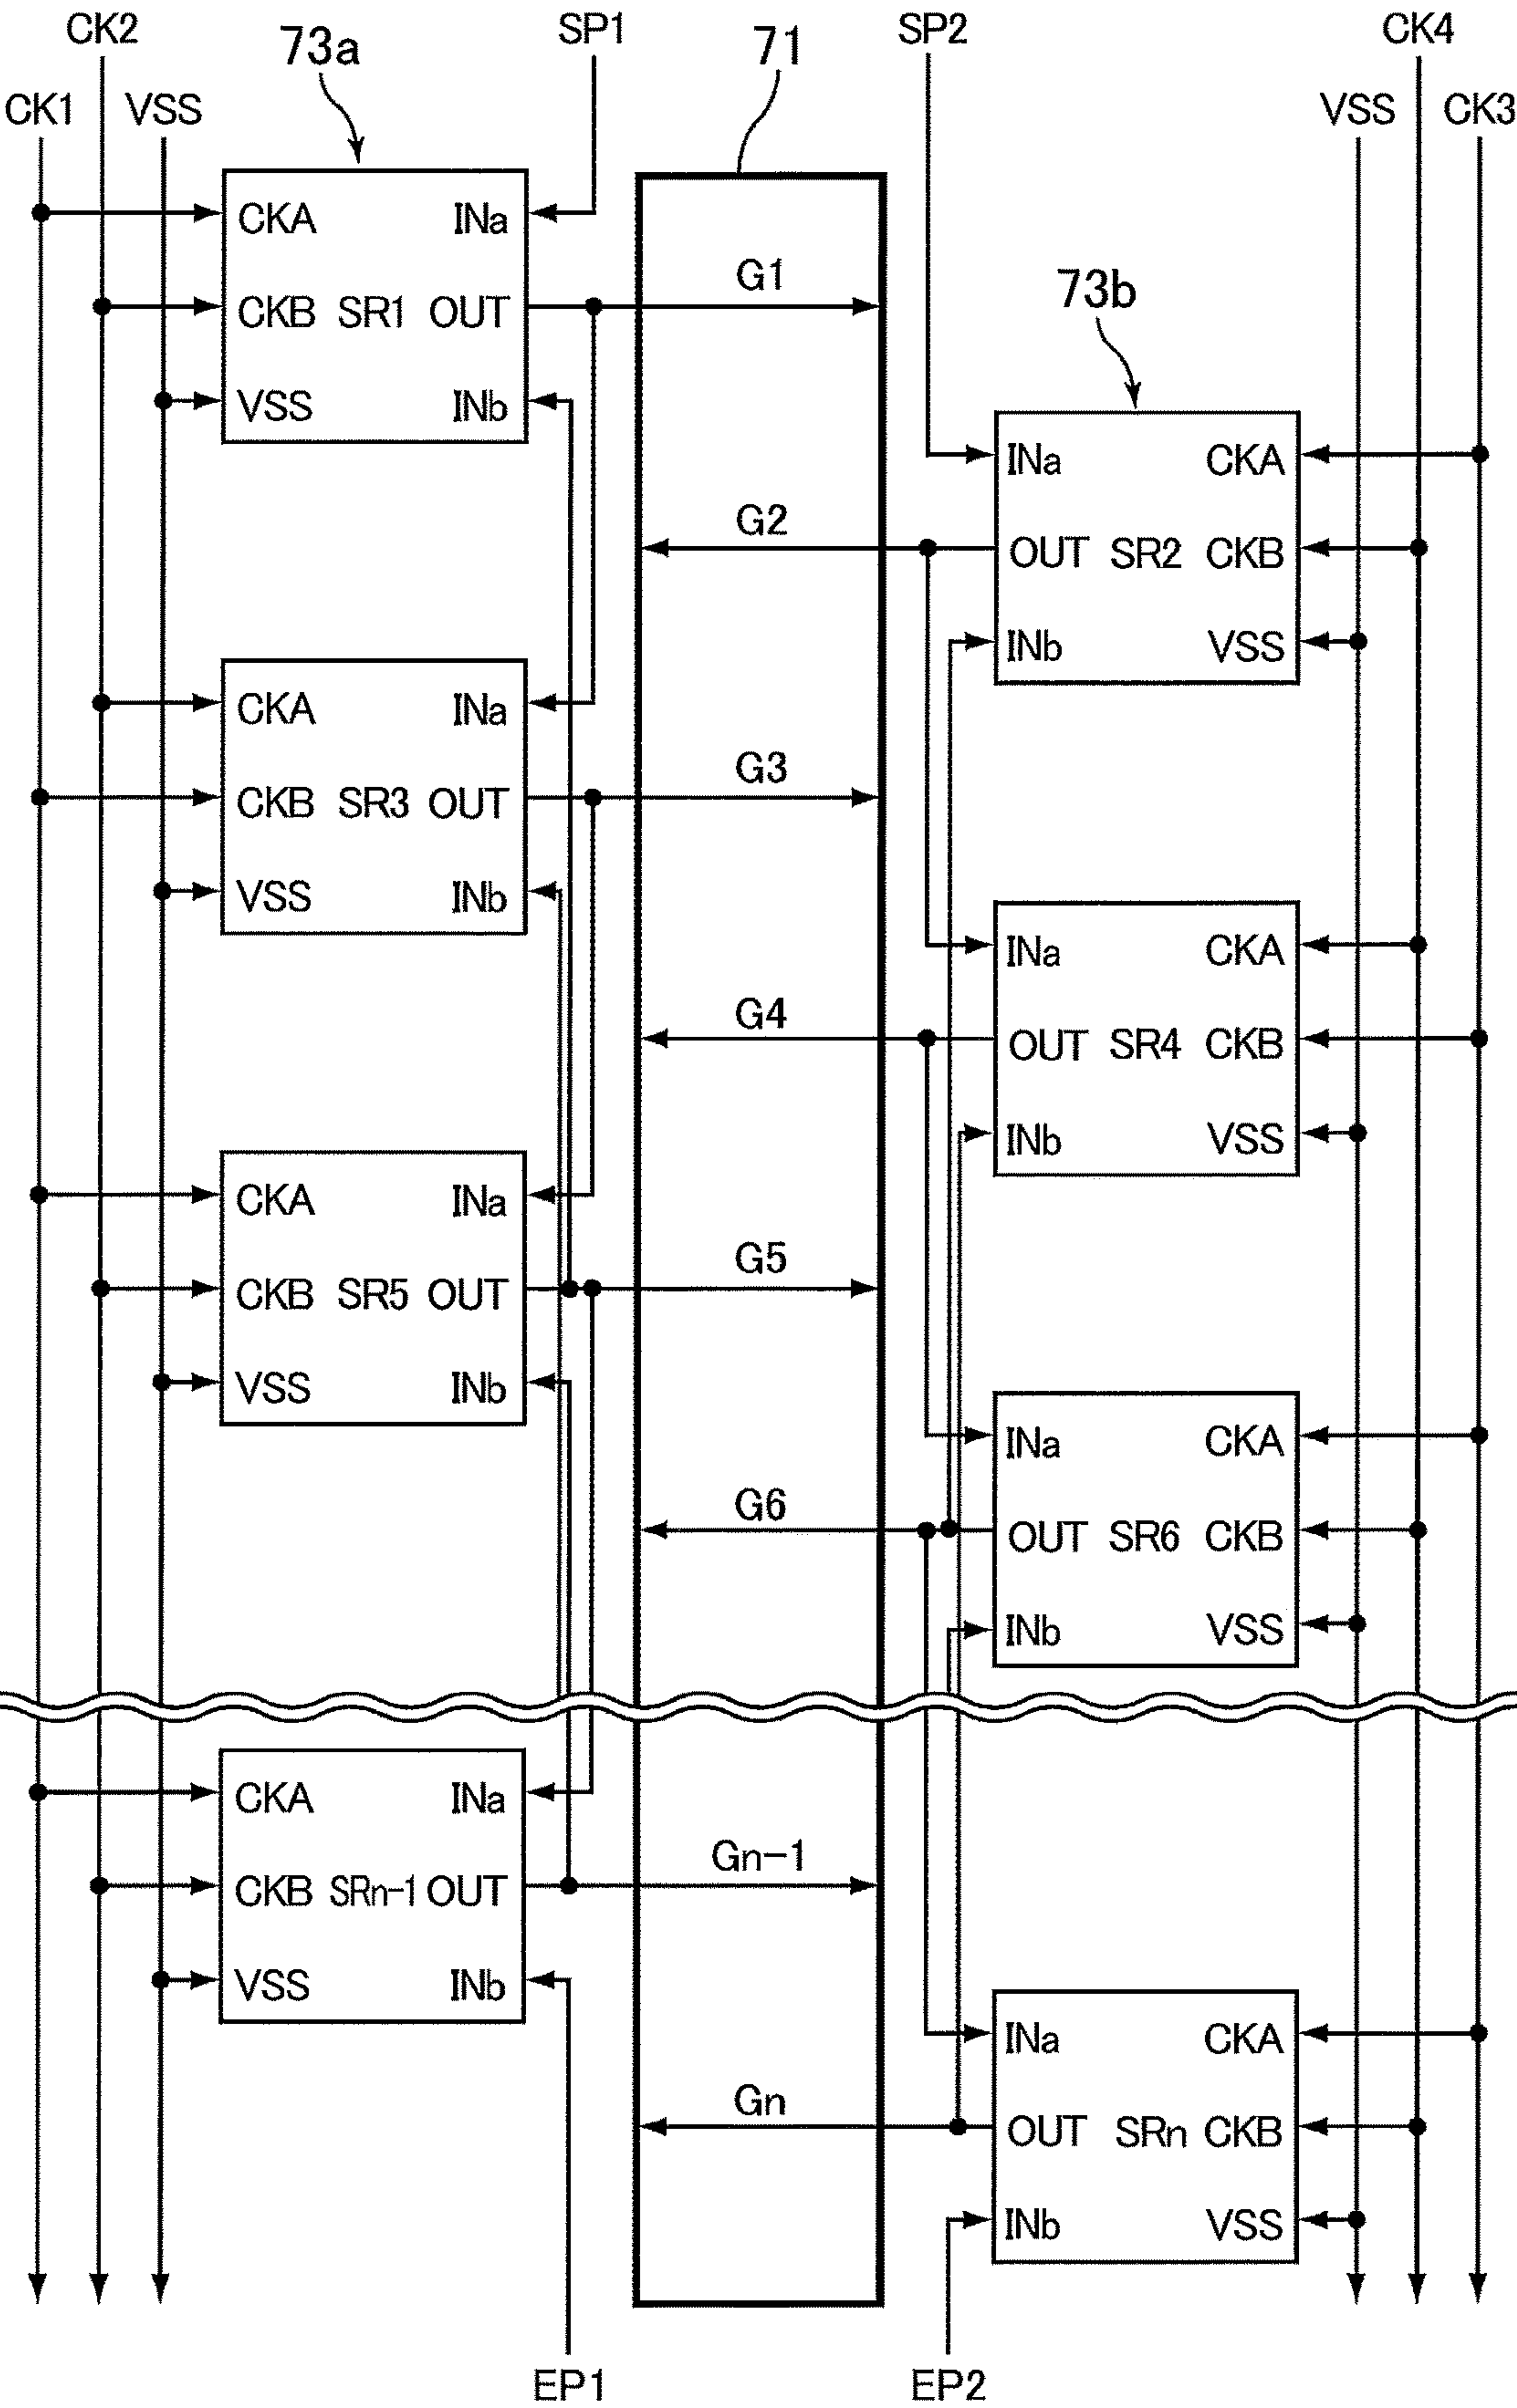 CK2 73a SP1 71 SP2 CK4
CK1 VSS VSS CK3
CKA INa
CKB SR1 OUT G1
VSS INb
73b
INa CKA
G2 OUT SR2 CKB
INb VSS
CKA INa
CKB SR3 OUT G3
VSS INb
INa CKA
G4 OUT SR4 CKB
INb VSS
CKA INa
CKB SR5 OUT G5
VSS INb
INa CKA
G6 OUT SR6 CKB
INb VSS
CKA INa
CKB SRn-1 OUT Gn-1
VSS INb
INa CKA
Gn OUT SRn CKB
INb VSS
EP1 EP2